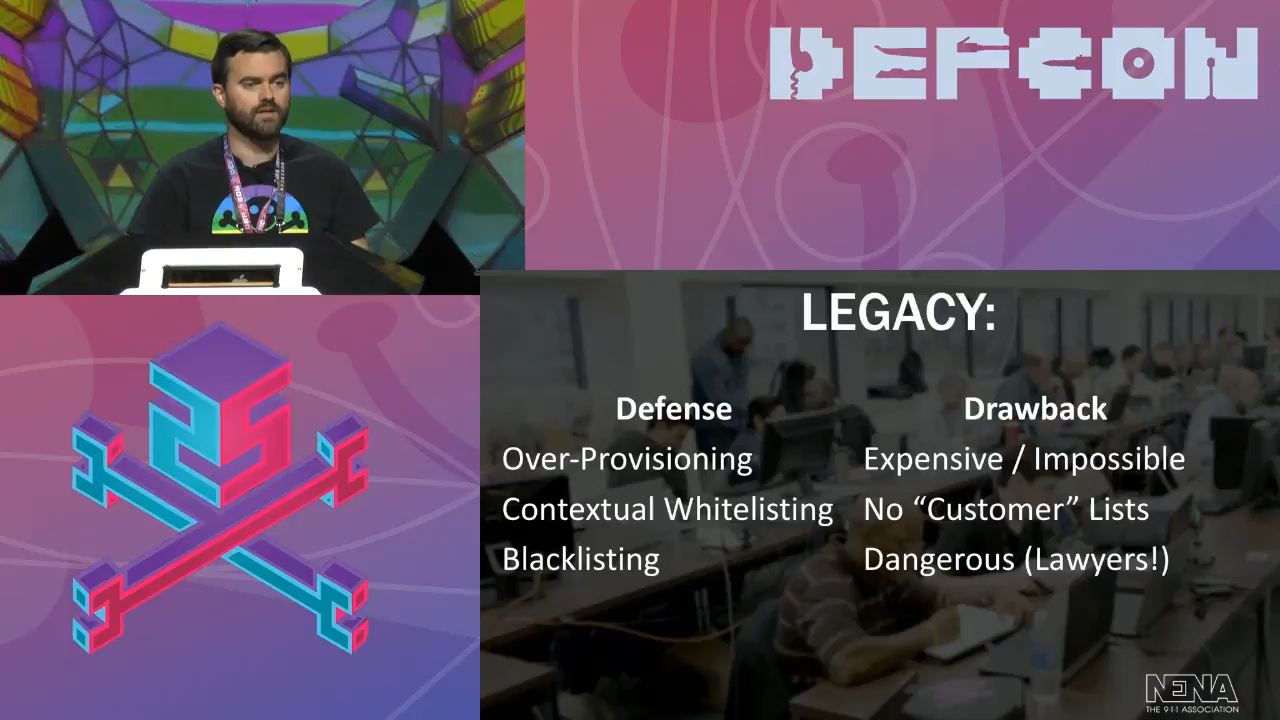 DEFCON
LEGACY:
Defense
Drawback
Over-Provisioning
Expensive / Impossible
Contextual Whitelisting
No “Customer” Lists
Blacklisting
Dangerous (Lawyers!)
NENA
THE 9-1-1 ASSOCIATION